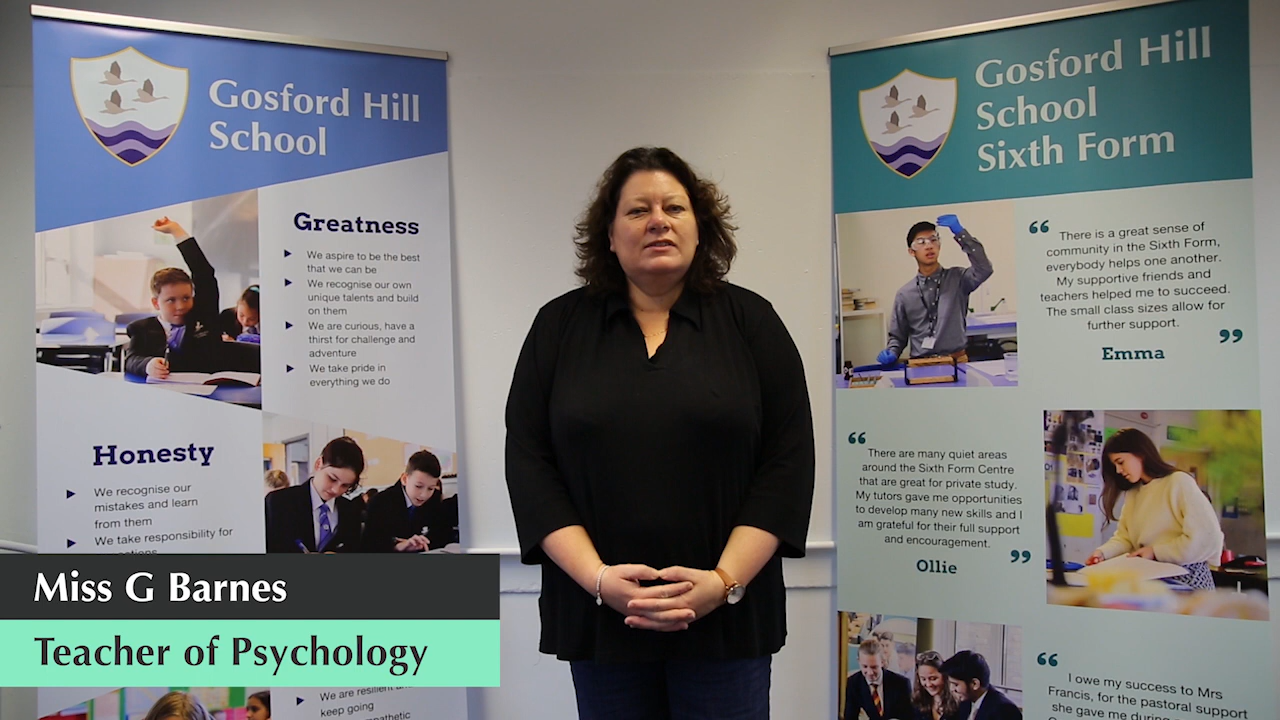 Gosford Hill
School
Greatness
We aspire to be the best
that we can be
We recognise our own
unique talents and build
on them
We are curious, have a
thirst for challenge and
adventure
We take pride in
everything we do
Honesty
We recognise our
mistakes and learn
from them
We take responsibility for
We are resilient and
keep going
Miss G Barnes
Teacher of Psychology
Gosford Hill
School
Sixth Form
“ There is a great sense of
community in the Sixth Form,
everybody helps one another.
My supportive friends and
teachers helped me to succeed.
The small class sizes allow for
further support. ”
Emma
“ There are many quiet areas
around the Sixth Form Centre
that are great for private study.
My tutors gave me opportunities
to develop many new skills and I
am grateful for their full support
and encouragement. ”
Ollie
“ I owe my success to Mrs
Francis, for the pastoral support
she gave me during